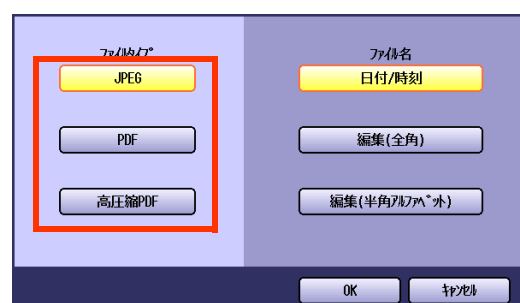 ﾌｧｲﾙﾀｲﾌﾟ
JPEG
PDF
高圧縮PDF
ﾌｧｲﾙ名
日付/時刻
編集(全角)
編集(半角ｱﾙﾌｧﾍﾞｯﾄ)
OK
ｷｬﾝｾﾙ